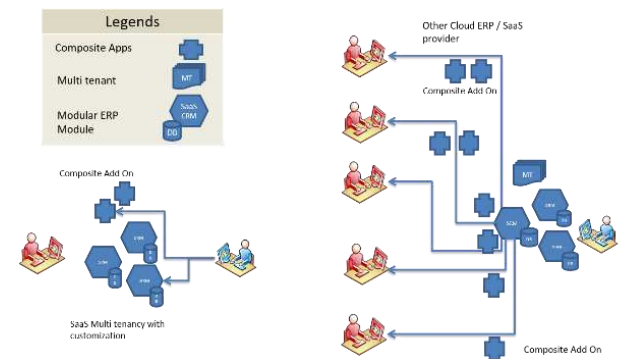 Legends
Composite Apps
Multi tenant
MT
Modular ERP
Module
SaaS
CRM
DB
Composite Add On
SaaS Multi tenancy with
customization
Other Cloud ERP / SaaS
provider
Composite Add On
MT
Composite Add On